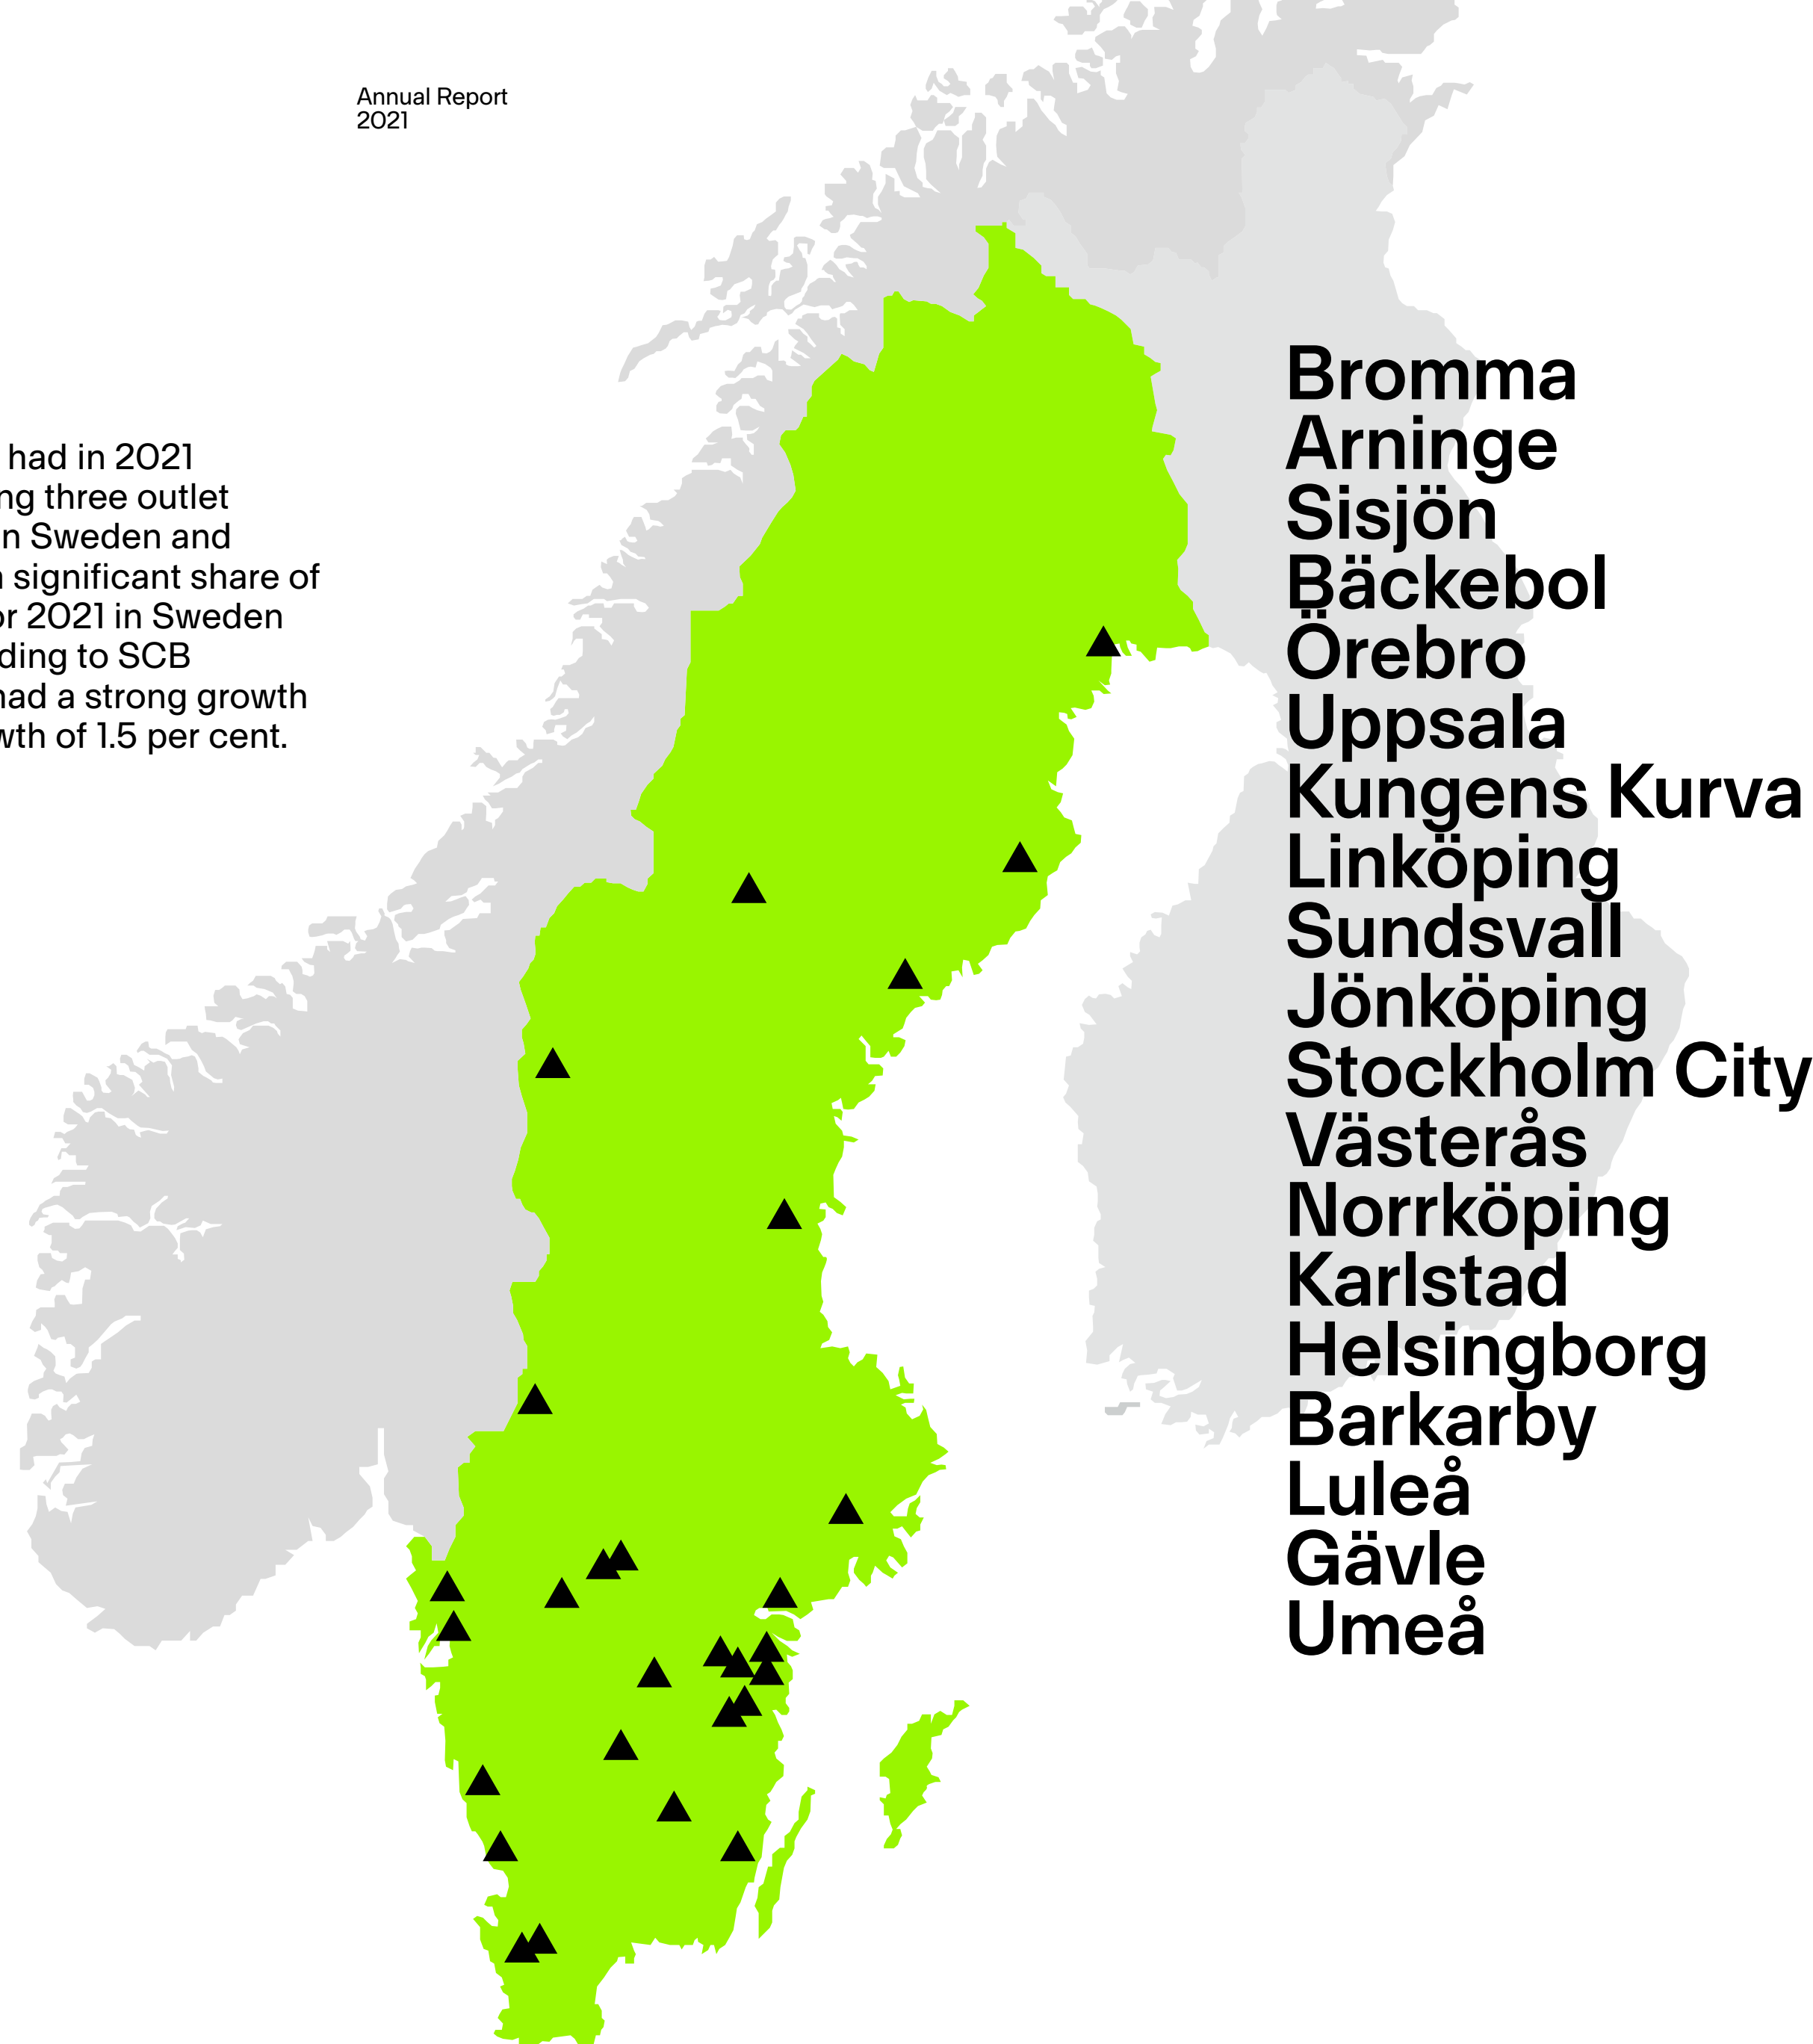 Annual Report
2021
had in 2021
ng three outlet
n Sweden and
significant share of
or 2021 in Sweden
ding to SCB
had a strong growth
wth of 1.5 per cent.
Bromma
Arninge
Sisjön
Bäckebol
Örebro
Uppsala
Kungens Kurva
Linköping
Sundsvall
Jönköping
Stockholm City
Västerås
Norrköping
Karlstad
Helsingborg
Barkarby
Luleå
Gävle
Umeå